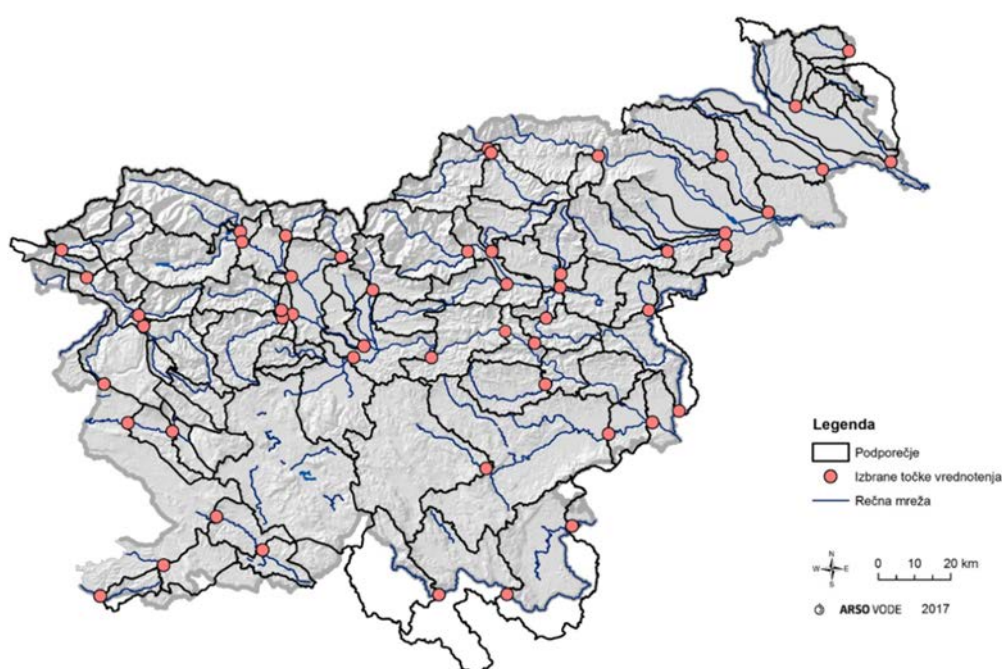 Legenda
Podporečje
Izbrane točke vrednotenja
Rečna mreža
N
W E
S
0 10 20 km
ARSO VODE 2017